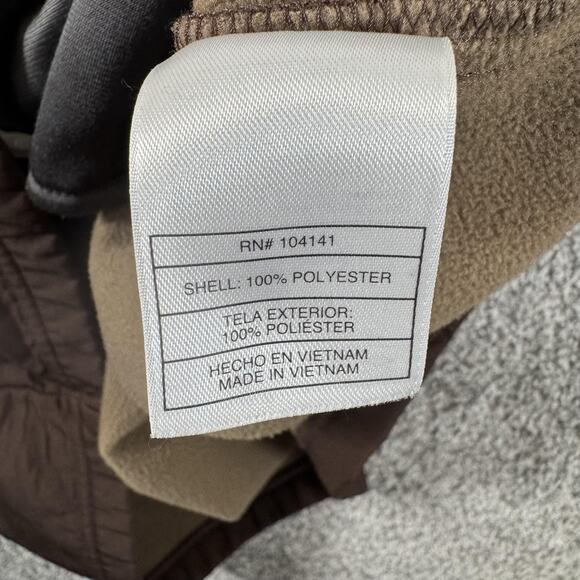 RN# 104141
SHELL: 100% POLYESTER
TELA EXTERIOR:
100% POLIÉSTER
HECHO EN VIETNAM
MADE IN VIETNAM